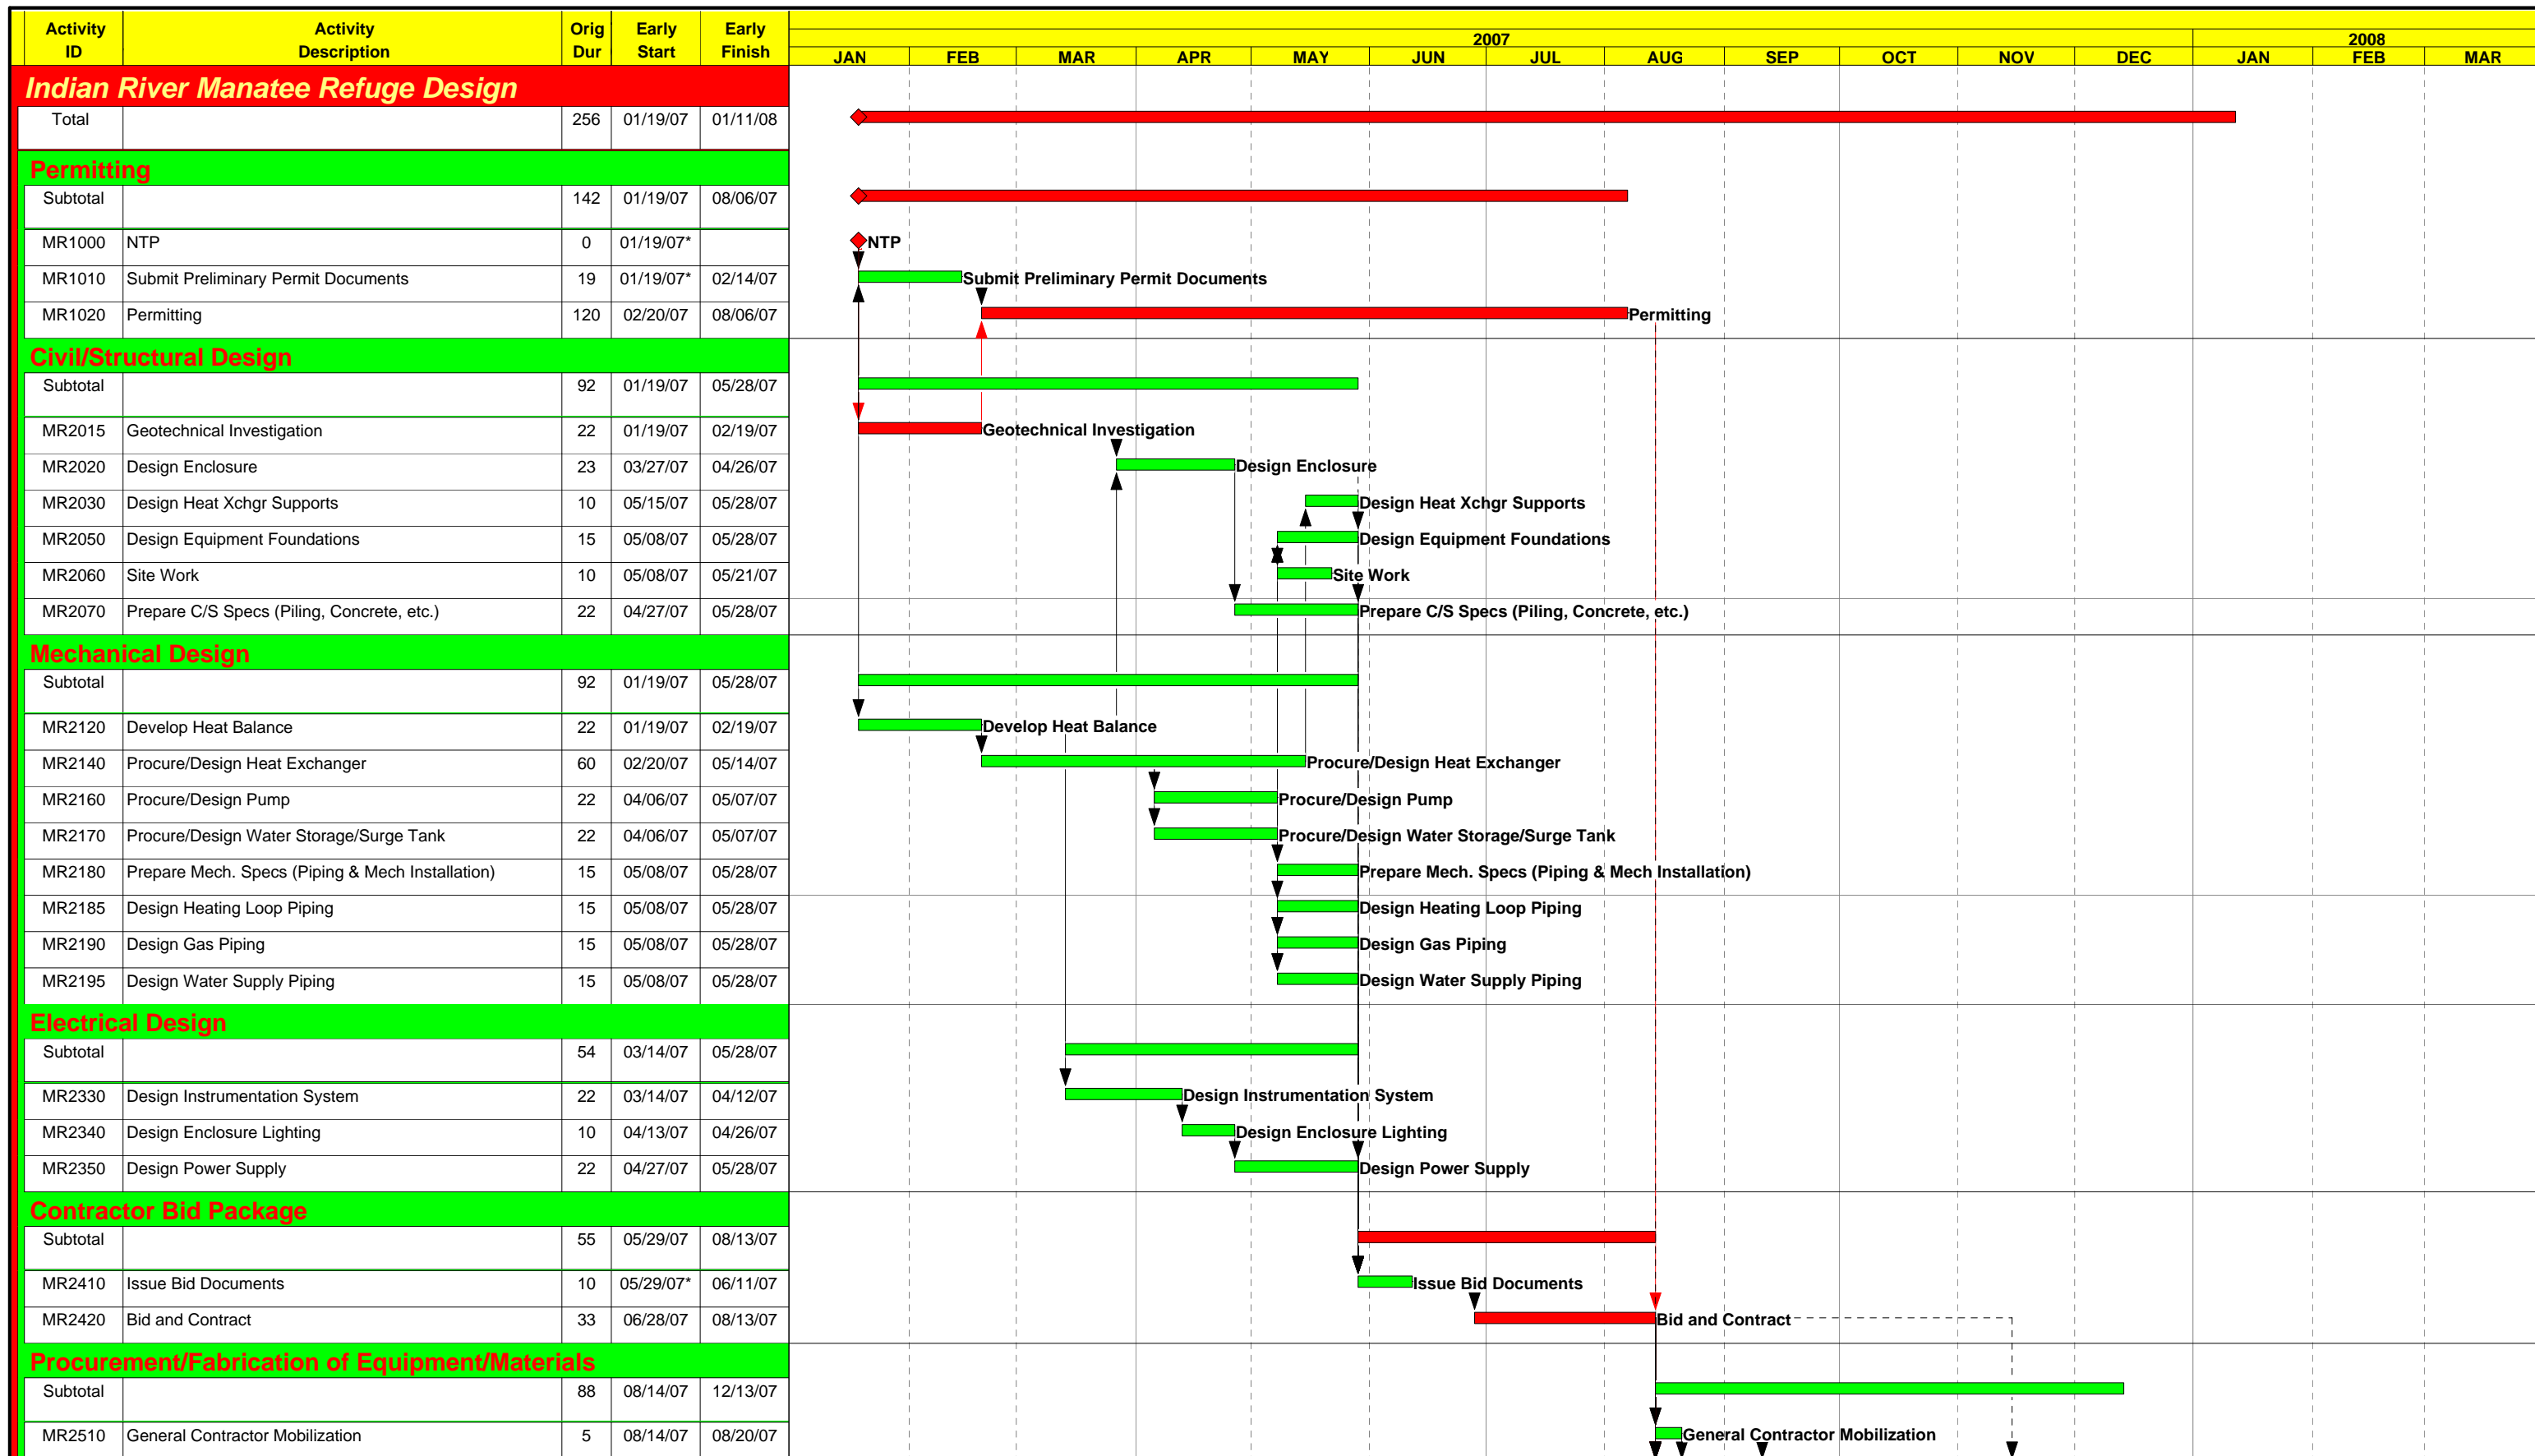 Activity ID Activity Description Orig Dur Early Start Early Finish
2007 2008
JAN FEB MAR APR MAY JUN JUL AUG SEP OCT NOV DEC JAN FEB MAR
Indian River Manatee Refuge Design
Total 256 01/19/07 01/11/08
Permitting
Subtotal 142 01/19/07 08/06/07
MR1000 NTP 0 01/19/07* NTP
MR1010 Submit Preliminary Permit Documents 19 01/19/07* 02/14/07 Submit Preliminary Permit Documents
MR1020 Permitting 120 02/20/07 08/06/07 Permitting
Civil/Structural Design
Subtotal 92 01/19/07 05/28/07
MR2015 Geotechnical Investigation 22 01/19/07 02/19/07 Geotechnical Investigation
MR2020 Design Enclosure 23 03/27/07 04/26/07 Design Enclosure
MR2030 Design Heat Xchgr Supports 10 05/15/07 05/28/07 Design Heat Xchgr Supports
MR2050 Design Equipment Foundations 15 05/08/07 05/28/07 Design Equipment Foundations
MR2060 Site Work 10 05/08/07 05/21/07 Site Work
MR2070 Prepare C/S Specs (Piling, Concrete, etc.) 22 04/27/07 05/28/07 Prepare C/S Specs (Piling, Concrete, etc.)
Mechanical Design
Subtotal 92 01/19/07 05/28/07
MR2120 Develop Heat Balance 22 01/19/07 02/19/07 Develop Heat Balance
MR2140 Procure/Design Heat Exchanger 60 02/20/07 05/14/07 Procure/Design Heat Exchanger
MR2160 Procure/Design Pump 22 04/06/07 05/07/07 Procure/Design Pump
MR2170 Procure/Design Water Storage/Surge Tank 22 04/06/07 05/07/07 Procure/Design Water Storage/Surge Tank
MR2180 Prepare Mech. Specs (Piping & Mech Installation) 15 05/08/07 05/28/07 Prepare Mech. Specs (Piping & Mech Installation)
MR2185 Design Heating Loop Piping 15 05/08/07 05/28/07 Design Heating Loop Piping
MR2190 Design Gas Piping 15 05/08/07 05/28/07 Design Gas Piping
MR2195 Design Water Supply Piping 15 05/08/07 05/28/07 Design Water Supply Piping
Electrical Design
Subtotal 54 03/14/07 05/28/07
MR2330 Design Instrumentation System 22 03/14/07 04/12/07 Design Instrumentation System
MR2340 Design Enclosure Lighting 10 04/13/07 04/26/07 Design Enclosure Lighting
MR2350 Design Power Supply 22 04/27/07 05/28/07 Design Power Supply
Contractor Bid Package
Subtotal 55 05/29/07 08/13/07
MR2410 Issue Bid Documents 10 05/29/07* 06/11/07 Issue Bid Documents
MR2420 Bid and Contract 33 06/28/07 08/13/07 Bid and Contract
Procurement/Fabrication of Equipment/Materials
Subtotal 88 08/14/07 12/13/07
MR2510 General Contractor Mobilization 5 08/14/07 08/20/07 General Contractor Mobilization